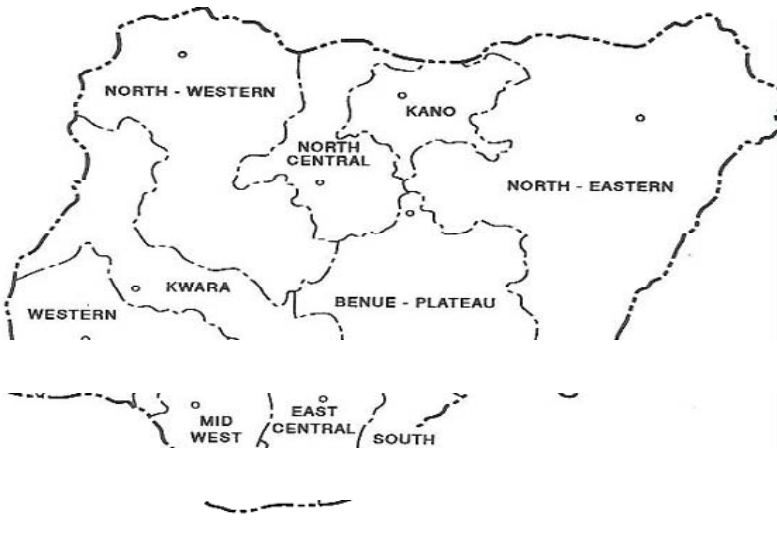 NORTH - WESTERN
KANO
NORTH
CENTRAL
NORTH - EASTERN
KWARA
BENUE - PLATEAU
WESTERN
MID
WEST
EAST
CENTRAL
SOUTH